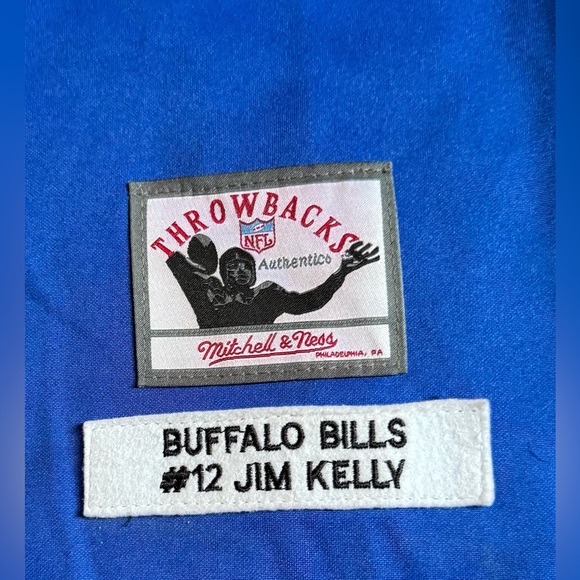 THROWBACKS
NFL
Authentics
Mitchell & Ness
PHILADELPHIA, PA
BUFFALO BILLS
#12 JIM KELLY